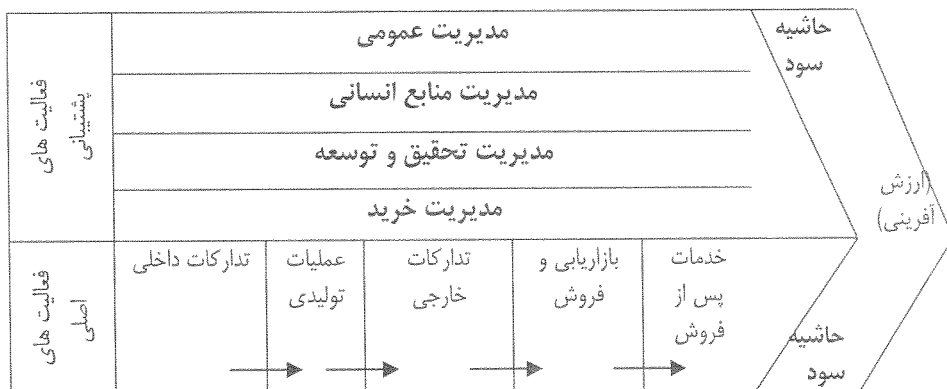 حاشیه
سود
مدیریت عمومی
فعالیت های
پشتیبانی
مدیریت منابع انسانی
مدیریت تحقیق و توسعه
مدیریت خرید
(ارزش
آفرینی)
فعالیت های
اصلی
تدارکات داخلی
عملیات
تولیدی
تدارکات
خارجی
بازاریابی و
فروش
خدمات
پس از
فروش
حاشیه
سود